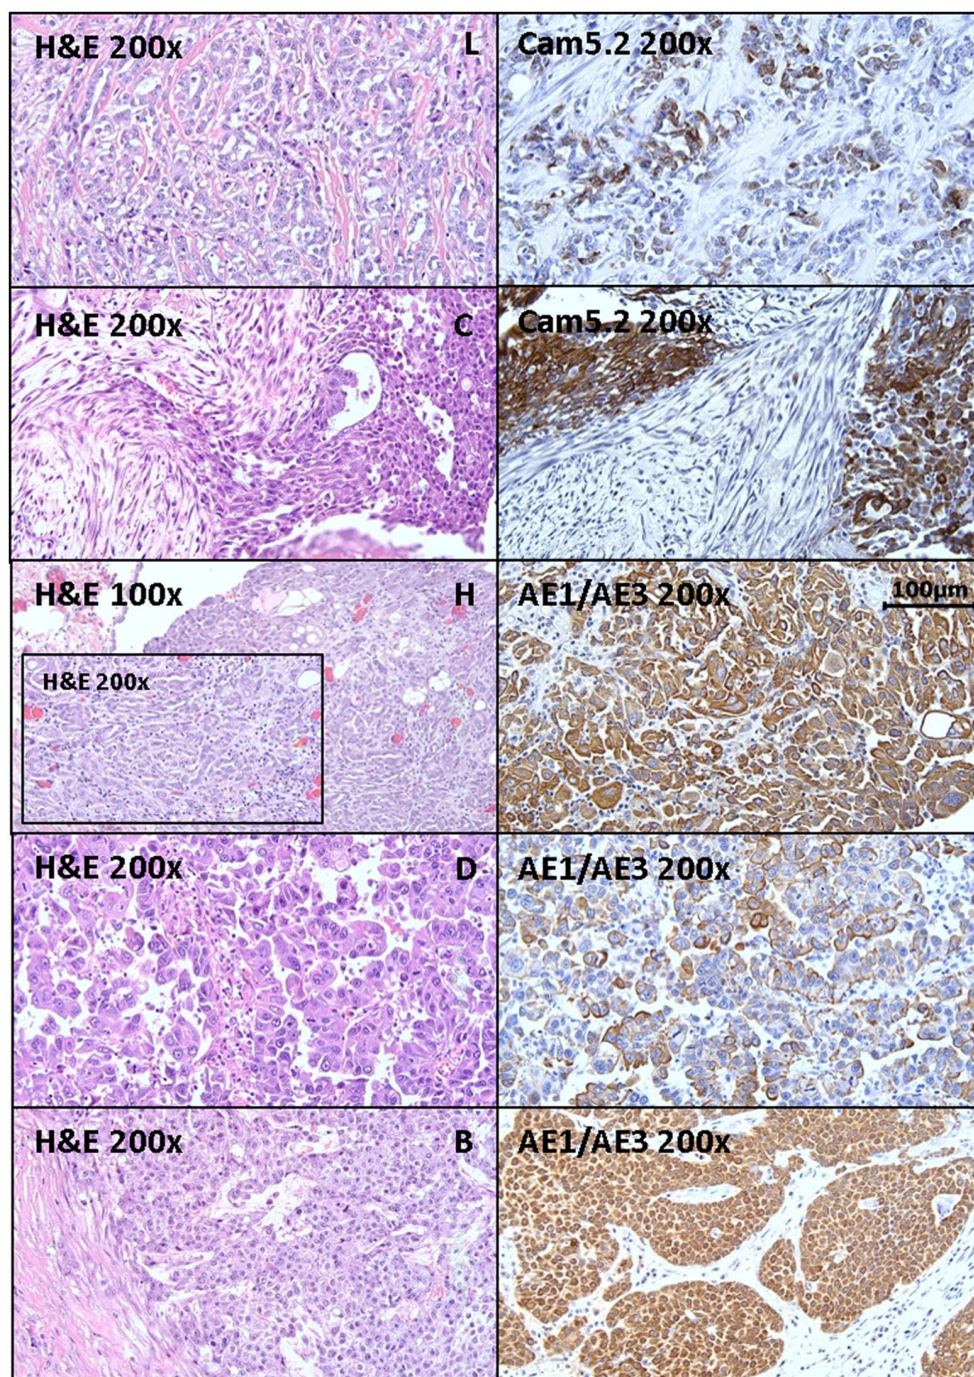 H&E 200x L
Cam5.2 200x
H&E 200x C
Cam5.2 200x
H&E 100x H
H&E 200x
AE1/AE3 200x
100µm
H&E 200x D
AE1/AE3 200x
H&E 200x B
AE1/AE3 200x